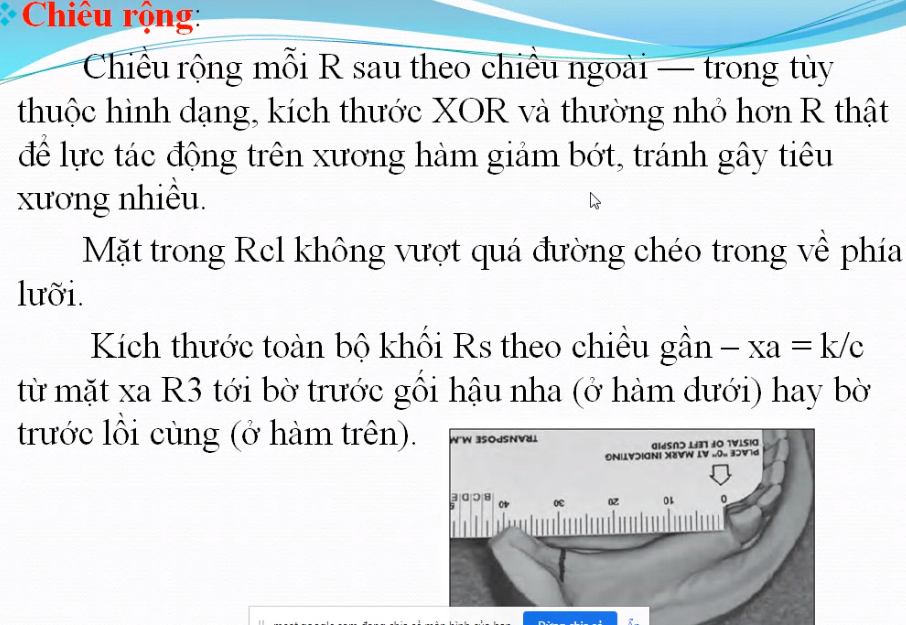 Chiều rộng:
Chiều rộng mỗi R sau theo chiều ngoài — trong tùy
thuộc hình dạng, kích thước XOR và thường nhỏ hơn R thật
để lực tác động trên xương hàm giảm bớt, tránh gây tiêu
xương nhiều.
Mặt trong Rcl không vượt quá đường chéo trong về phía
lưỡi.
Kích thước toàn bộ khối Rs theo chiều gần – xa = k/c
từ mặt xa R3 tới bờ trước gối hậu nha (ở hàm dưới) hay bờ
trước lồi cùng (ở hàm trên).
TRANSPOSE M.M
PLACE "0" AT MARK INDICATING
DISTAL OF LEFT CUSPID
B C D E
40 30 20 10 0